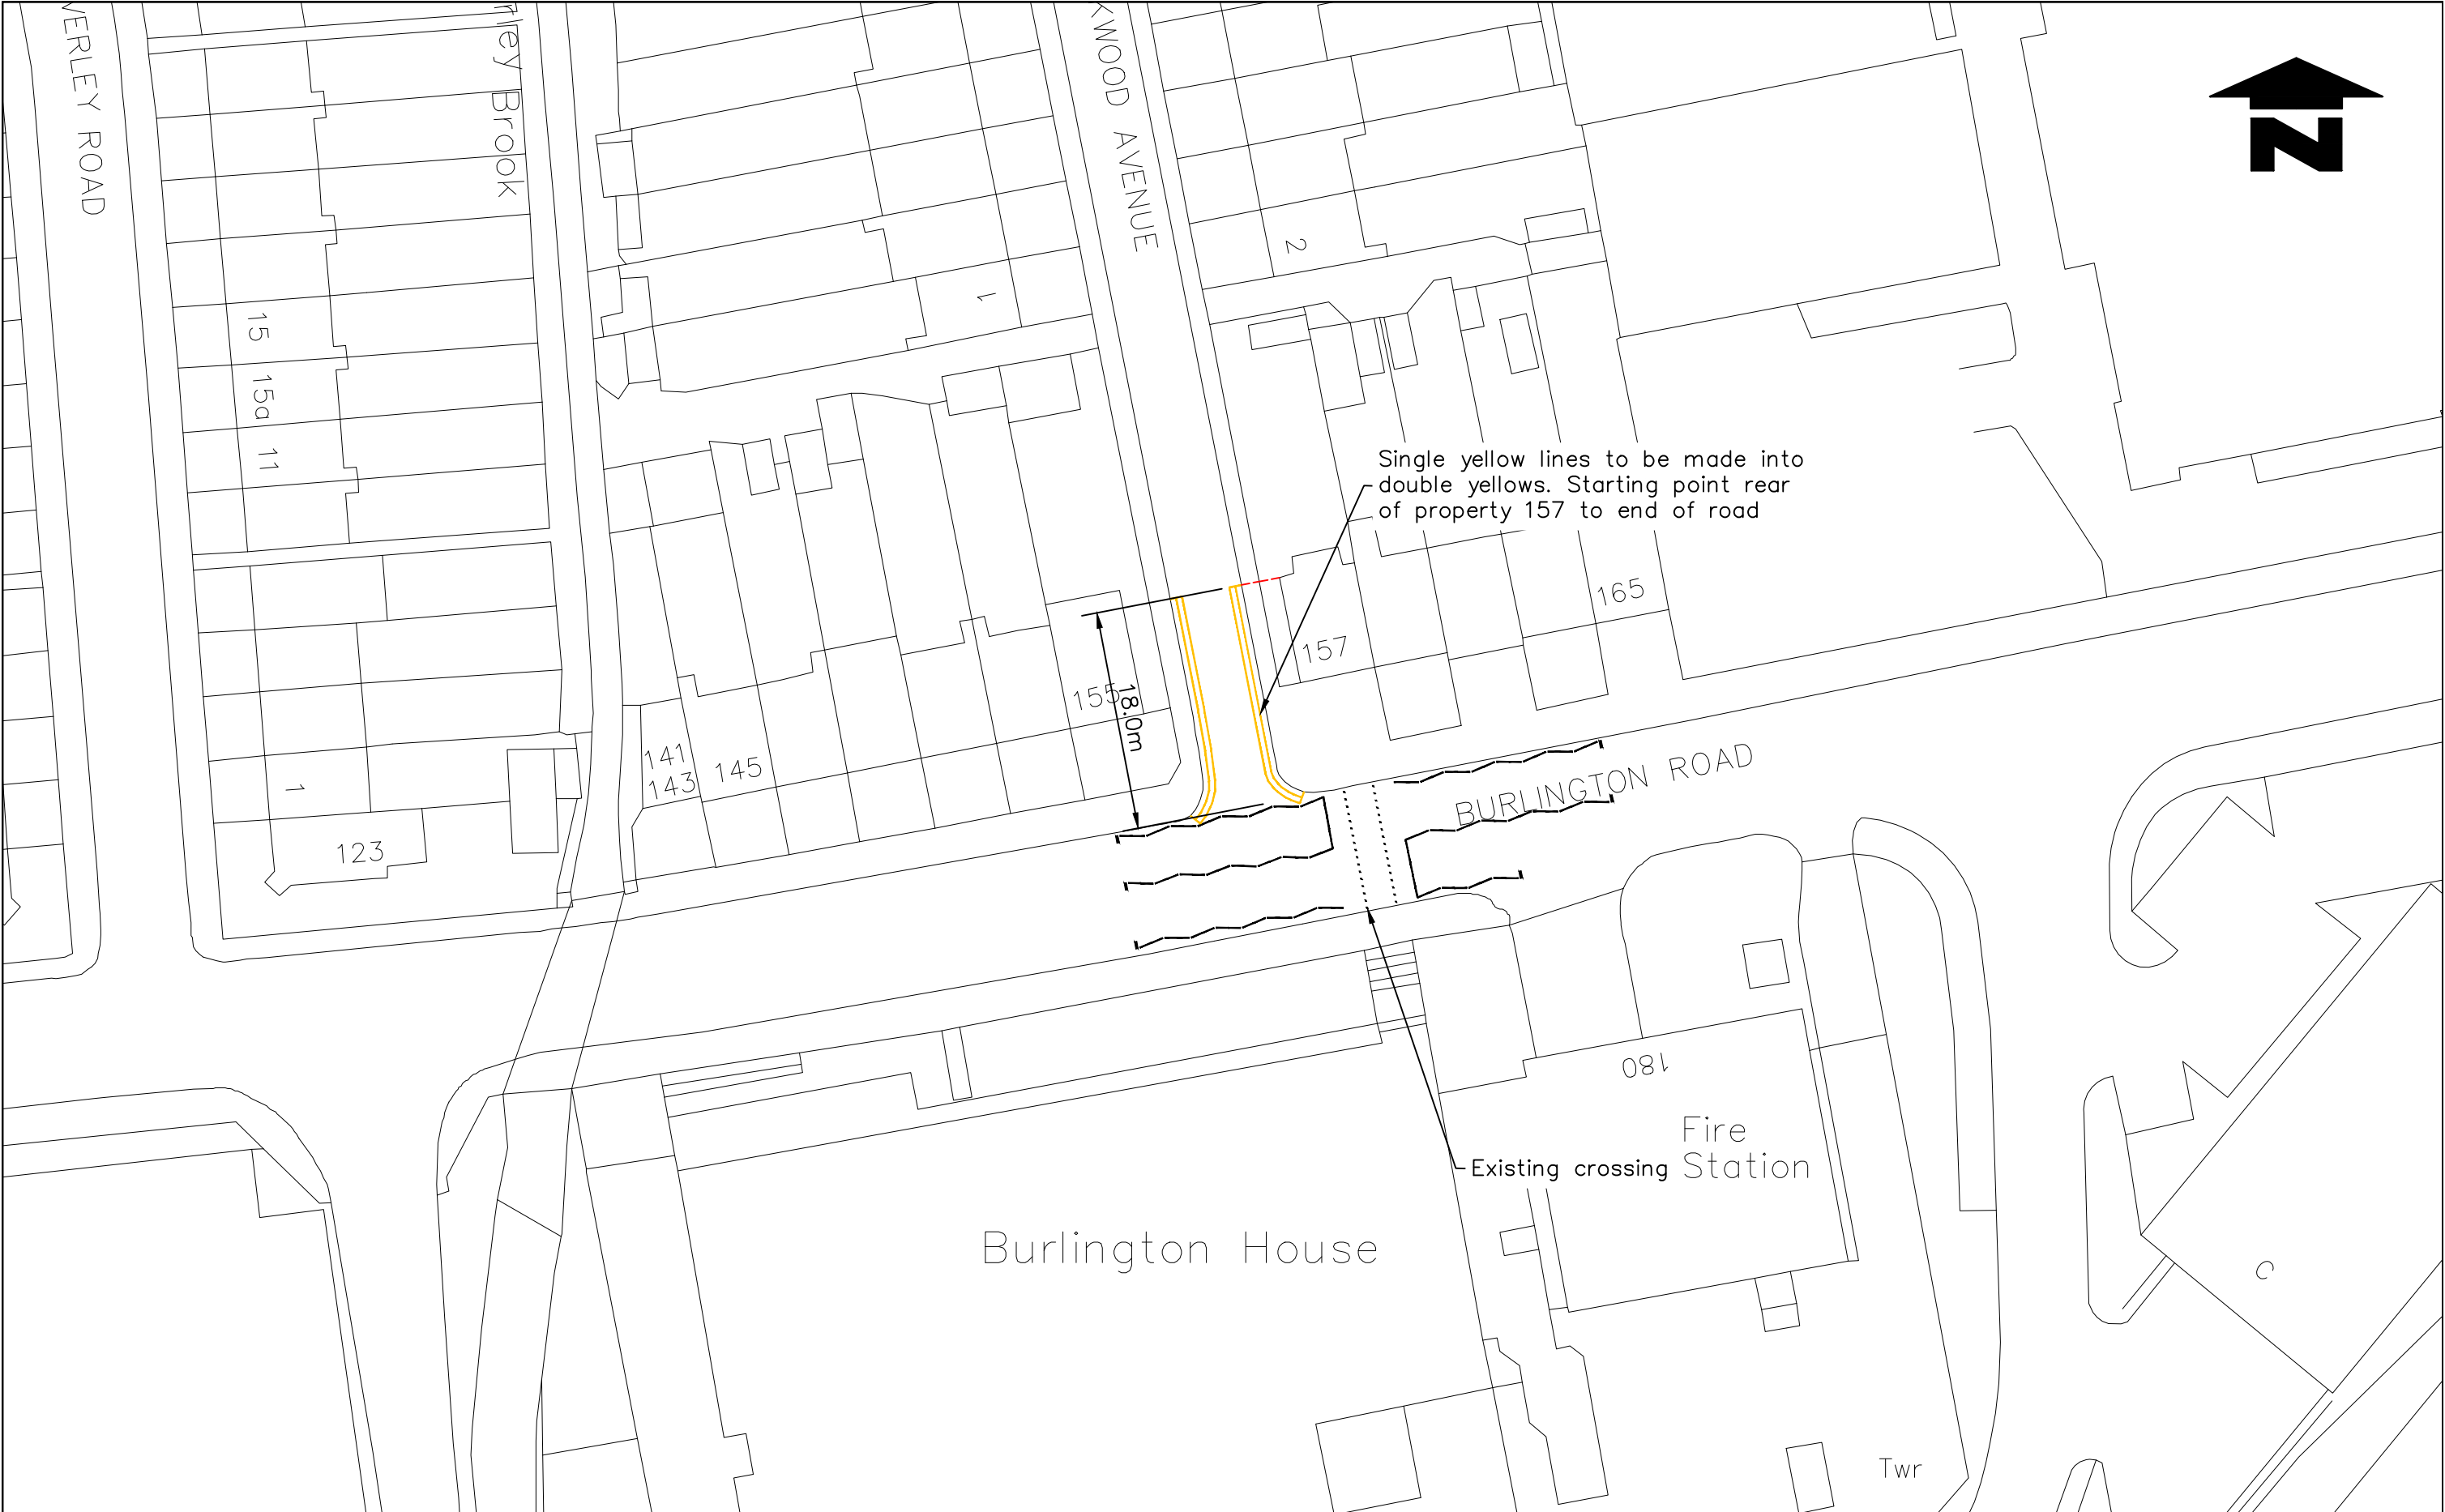 VERLEY ROAD
rley Brook
KWOOD AVENUE
N
2
1
15
15a
11
Single yellow lines to be made into
double yellows. Starting point rear
of property 157 to end of road
165
157
155
18.0m
141
143
145
1
123
BURLINGTON ROAD
180
Fire
Station
Existing crossing
Burlington House
C
Twr